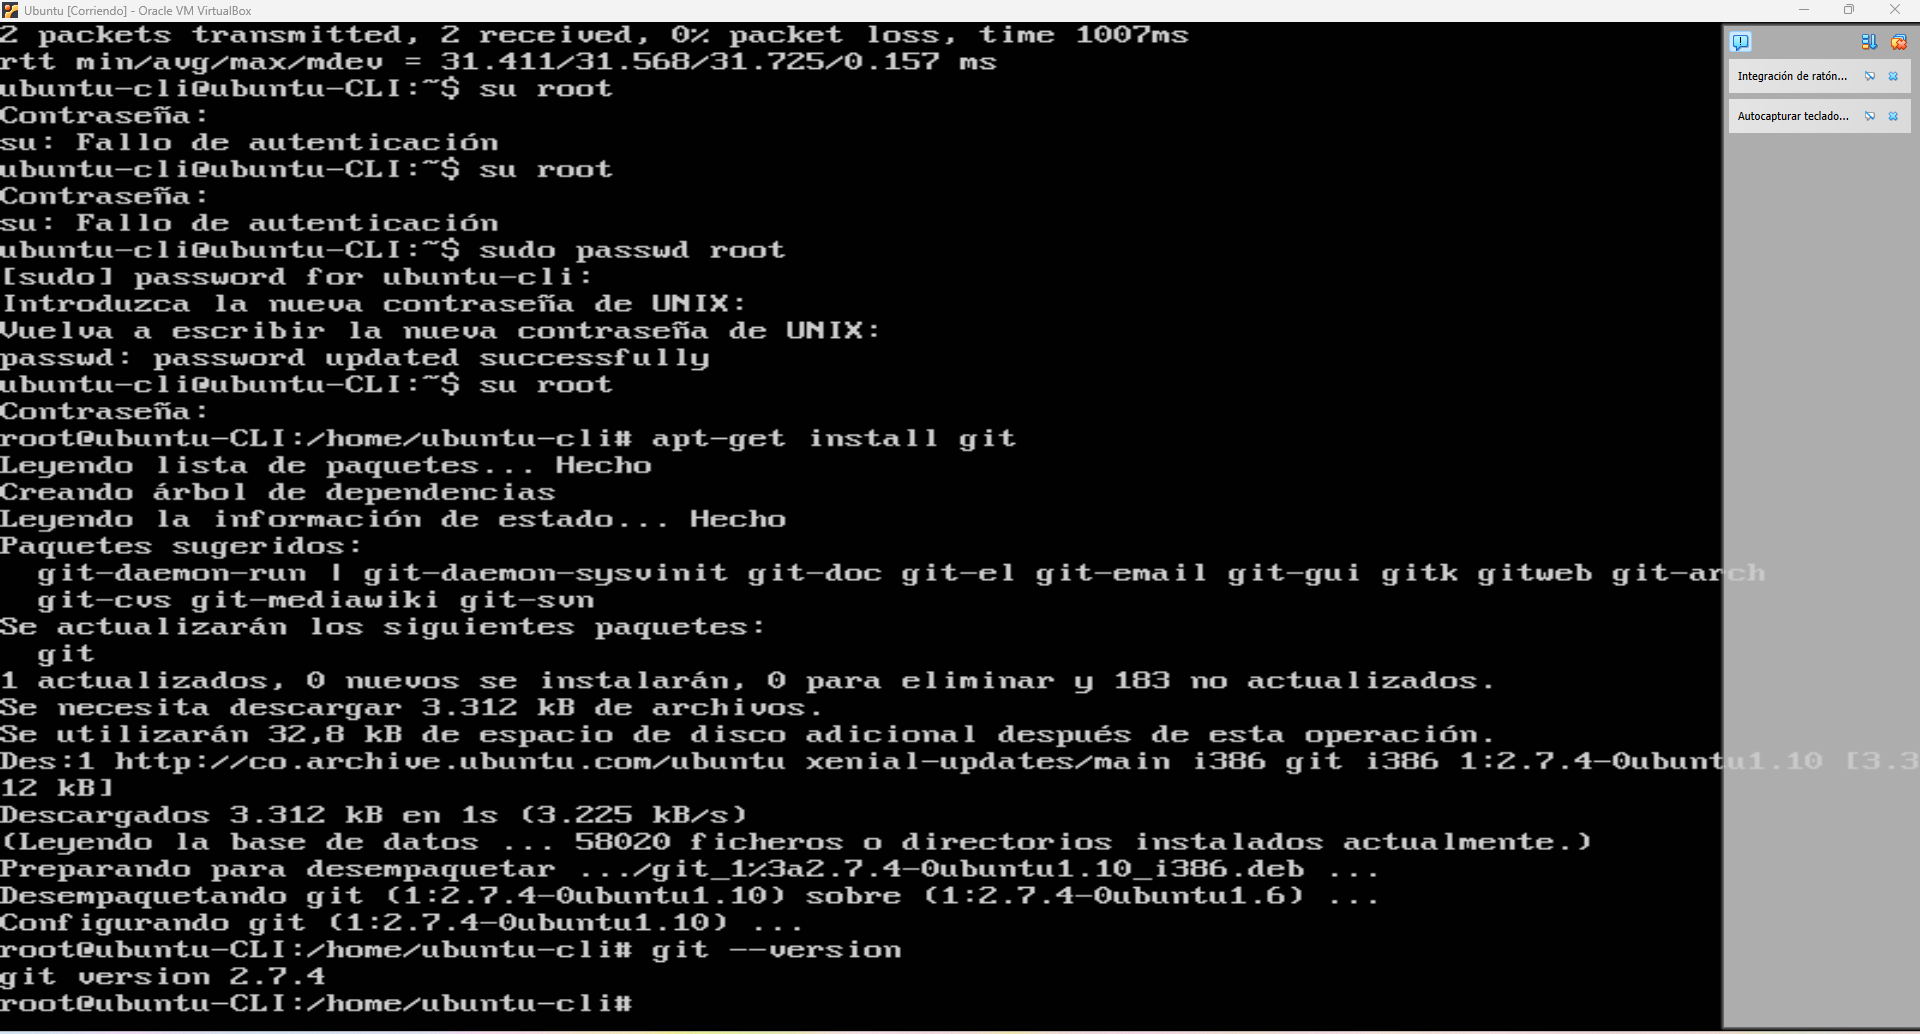 Ubuntu [Corriendo] - Oracle VM VirtualBox
2 packets transmitted, 2 received, 0% packet loss, time 1007ms
rtt min/avg/max/mdev = 31.411/31.568/31.725/0.157 ms
ubuntu-cli@ubuntu-CLI:~$ su root
Contraseña:
su: Fallo de autenticación
ubuntu-cli@ubuntu-CLI:~$ su root
Contraseña:
su: Fallo de autenticación
ubuntu-cli@ubuntu-CLI:~$ sudo passwd root
[sudo] password for ubuntu-cli:
Introduzca la nueva contraseña de UNIX:
Vuelva a escribir la nueva contraseña de UNIX:
passwd: password updated successfully
ubuntu-cli@ubuntu-CLI:~$ su root
Contraseña:
root@ubuntu-CLI:/home/ubuntu-cli# apt-get install git
Leyendo lista de paquetes... Hecho
Creando árbol de dependencias
Leyendo la información de estado... Hecho
Paquetes sugeridos:
  git-daemon-run | git-daemon-sysvinit git-doc git-el git-email git-gui gitk gitweb git-arch
  git-cvs git-mediawiki git-svn
Se actualizarán los siguientes paquetes:
  git
1 actualizados, 0 nuevos se instalarán, 0 para eliminar y 183 no actualizados.
Se necesita descargar 3.312 kB de archivos.
Se utilizarán 32,8 kB de espacio de disco adicional después de esta operación.
Des:1 http://co.archive.ubuntu.com/ubuntu xenial-updates/main i386 git i386 1:2.7.4-0ubuntu1.10 [3.3
12 kB]
Descargados 3.312 kB en 1s (3.225 kB/s)
(Leyendo la base de datos ... 58020 ficheros o directorios instalados actualmente.)
Preparando para desempaquetar .../git_1%3a2.7.4-0ubuntu1.10_i386.deb ...
Desempaquetando git (1:2.7.4-0ubuntu1.10) sobre (1:2.7.4-0ubuntu1.6) ...
Configurando git (1:2.7.4-0ubuntu1.10) ...
root@ubuntu-CLI:/home/ubuntu-cli# git --version
git version 2.7.4
root@ubuntu-CLI:/home/ubuntu-cli#
Integración de ratón...
Autocapturar teclado...